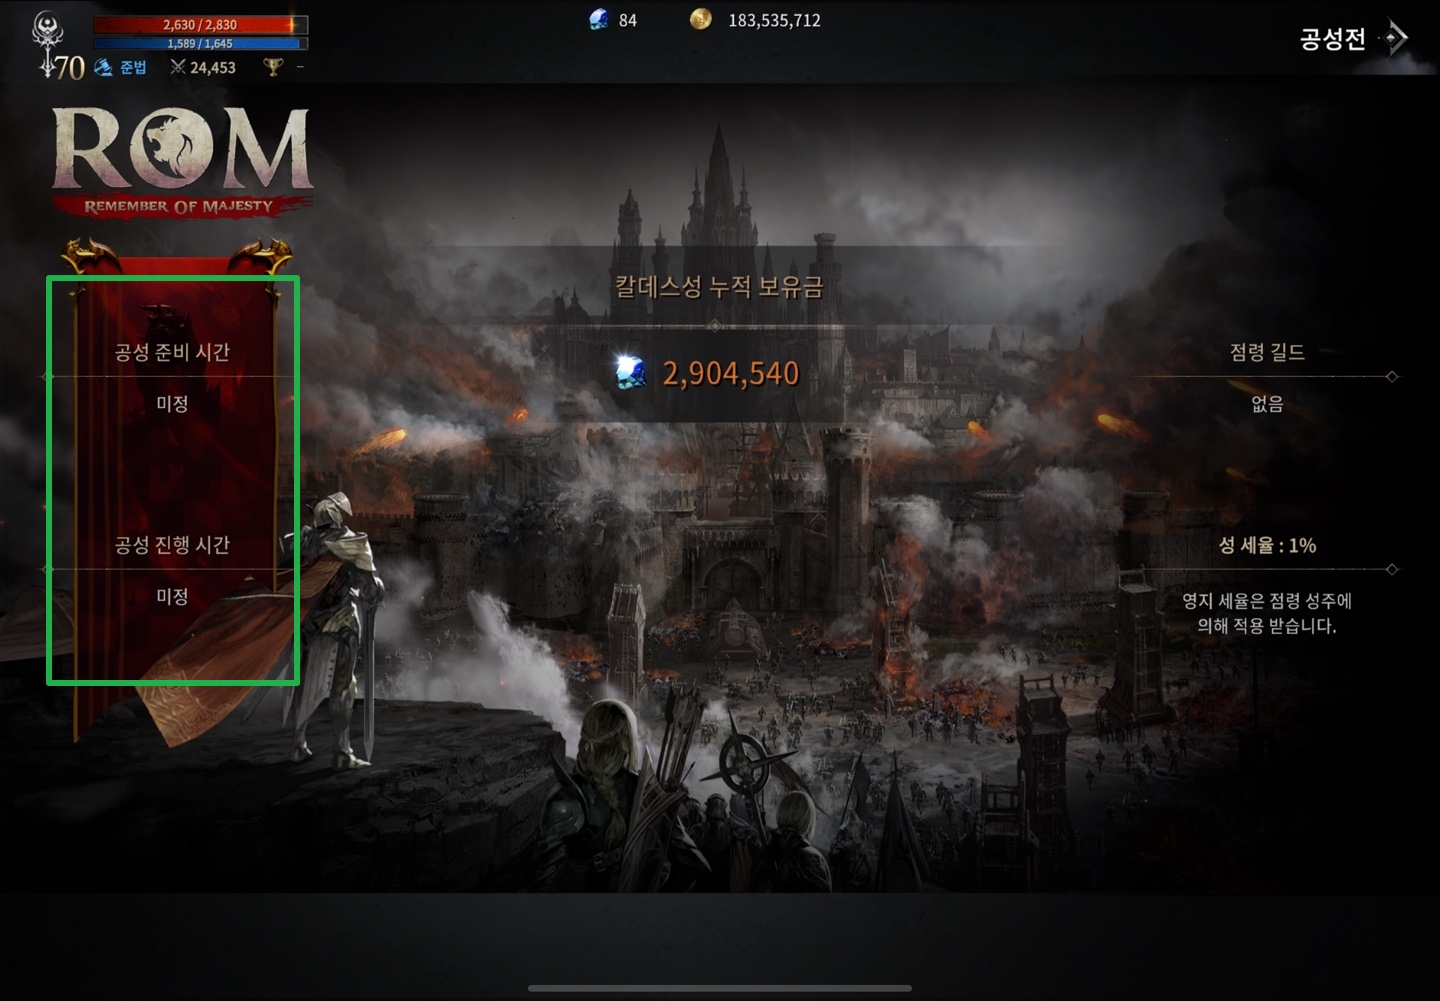 2,630 / 2,830
1,589 / 1,645
70 준법 24,453 -
84 183,535,712
공성전
ROM
REMEMBER OF MAJESTY
공성 준비 시간
미정
공성 진행 시간
미정
칼데스성 누적 보유금
2,904,540
점령 길드
없음
성 세율 : 1%
영지 세율은 점령 성주에
의해 적용 받습니다.